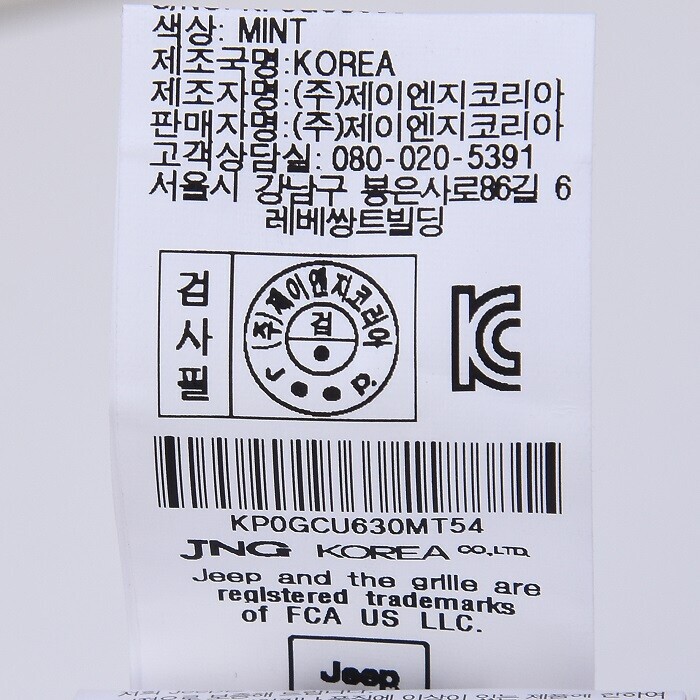 색상: MINT
제조국명:KOREA
제조자명:(주)제이엔지코리아
판매자명:(주)제이엔지코리아
고객상담실: 080-020-5391
서울시 강남구 봉은사로86길 6
레베쌍트빌딩
검사필
(주)제이엔지코리아
검
KC
KP0GCU630MT54
JNG KOREA CO.,LTD.
Jeep and the grille are
registered trademarks
of FCA US LLC.
Jeep